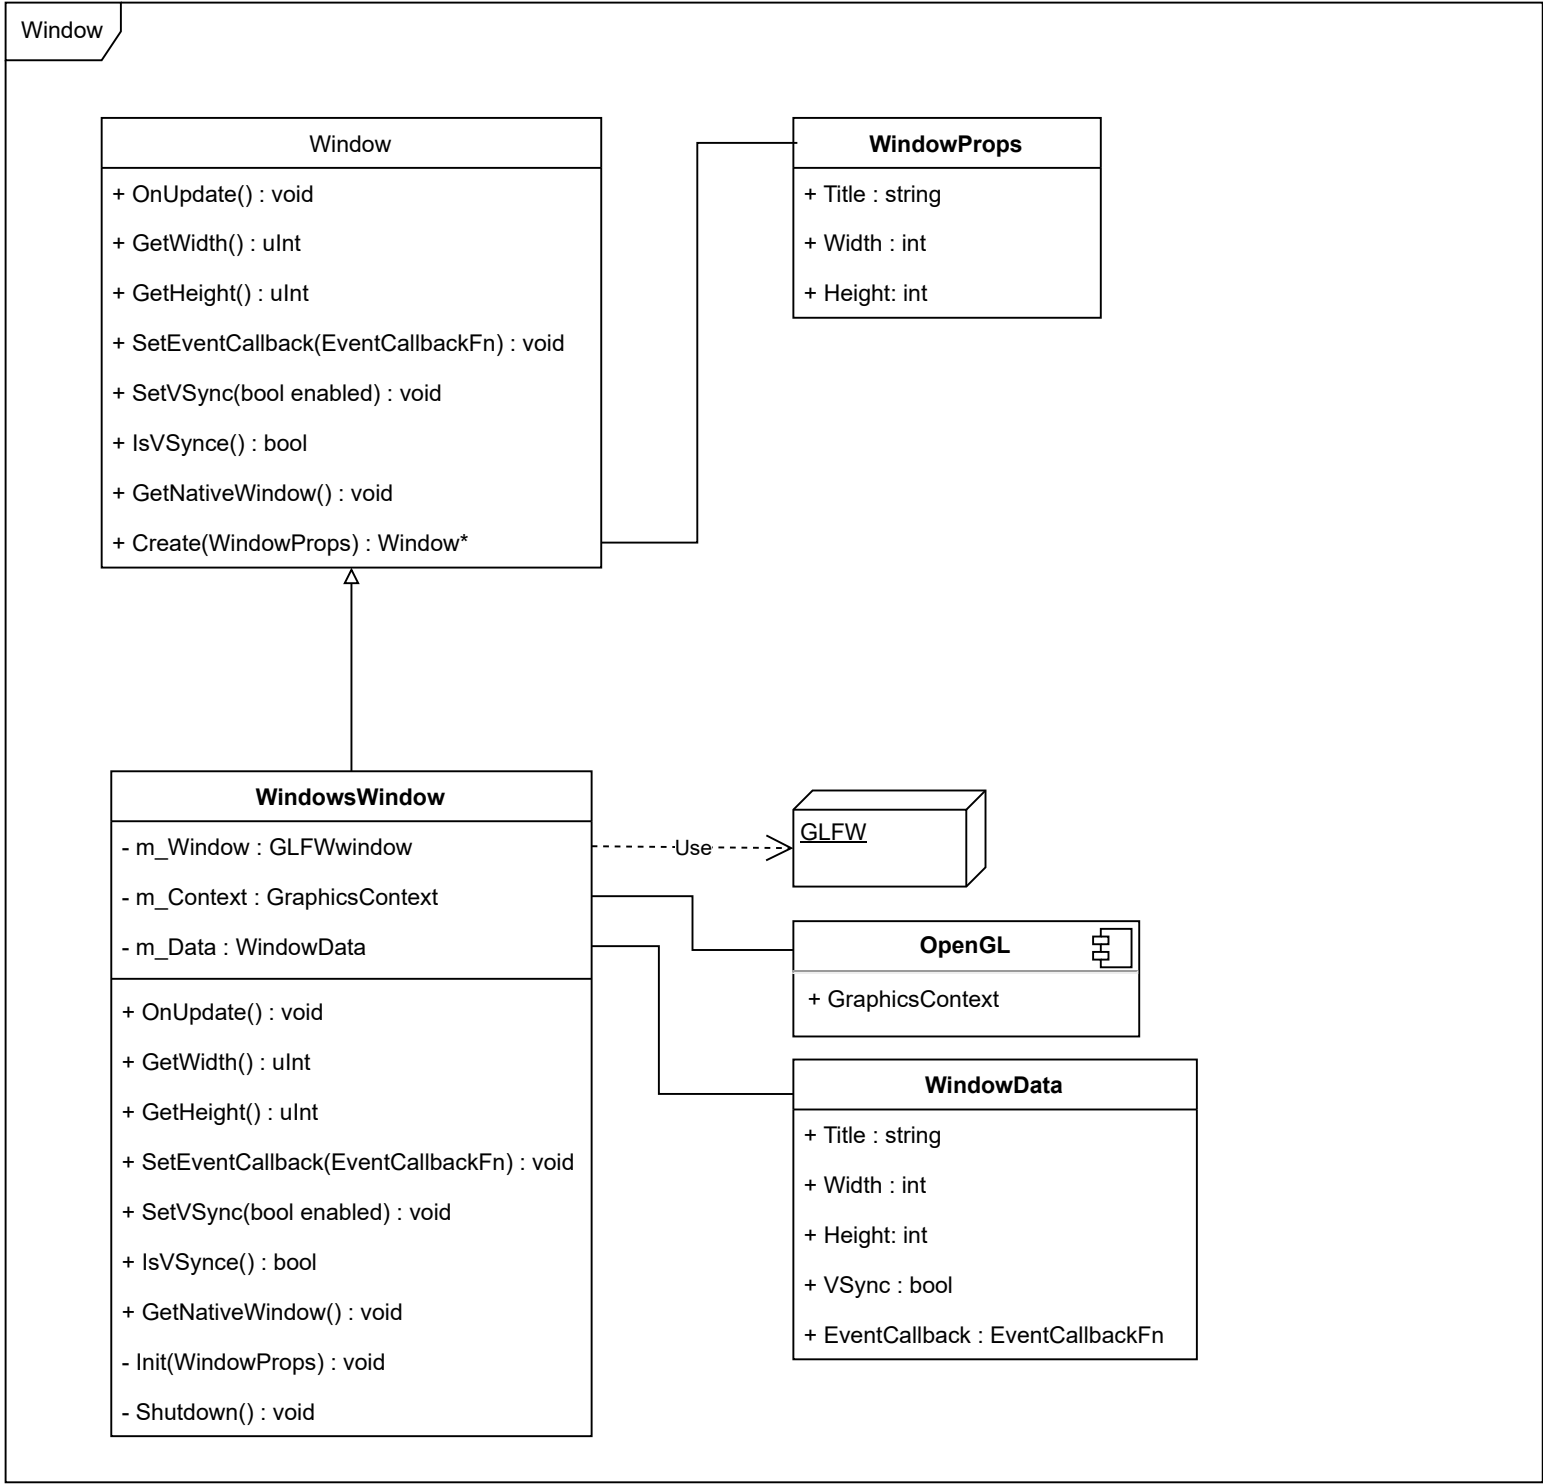 Window
Window
+ OnUpdate() : void
+ GetWidth() : uInt
+ GetHeight() : uInt
+ SetEventCallback(EventCallbackFn) : void
+ SetVSync(bool enabled) : void
+ IsVSynce() : bool
+ GetNativeWindow() : void
+ Create(WindowProps) : Window*
WindowProps
+ Title : string
+ Width : int
+ Height: int
WindowsWindow
- m_Window : GLFWwindow
- m_Context : GraphicsContext
- m_Data : WindowData
+ OnUpdate() : void
+ GetWidth() : uInt
+ GetHeight() : uInt
+ SetEventCallback(EventCallbackFn) : void
+ SetVSync(bool enabled) : void
+ IsVSynce() : bool
+ GetNativeWindow() : void
- Init(WindowProps) : void
- Shutdown() : void
Use
GLFW
OpenGL
+ GraphicsContext
WindowData
+ Title : string
+ Width : int
+ Height: int
+ VSync : bool
+ EventCallback : EventCallbackFn